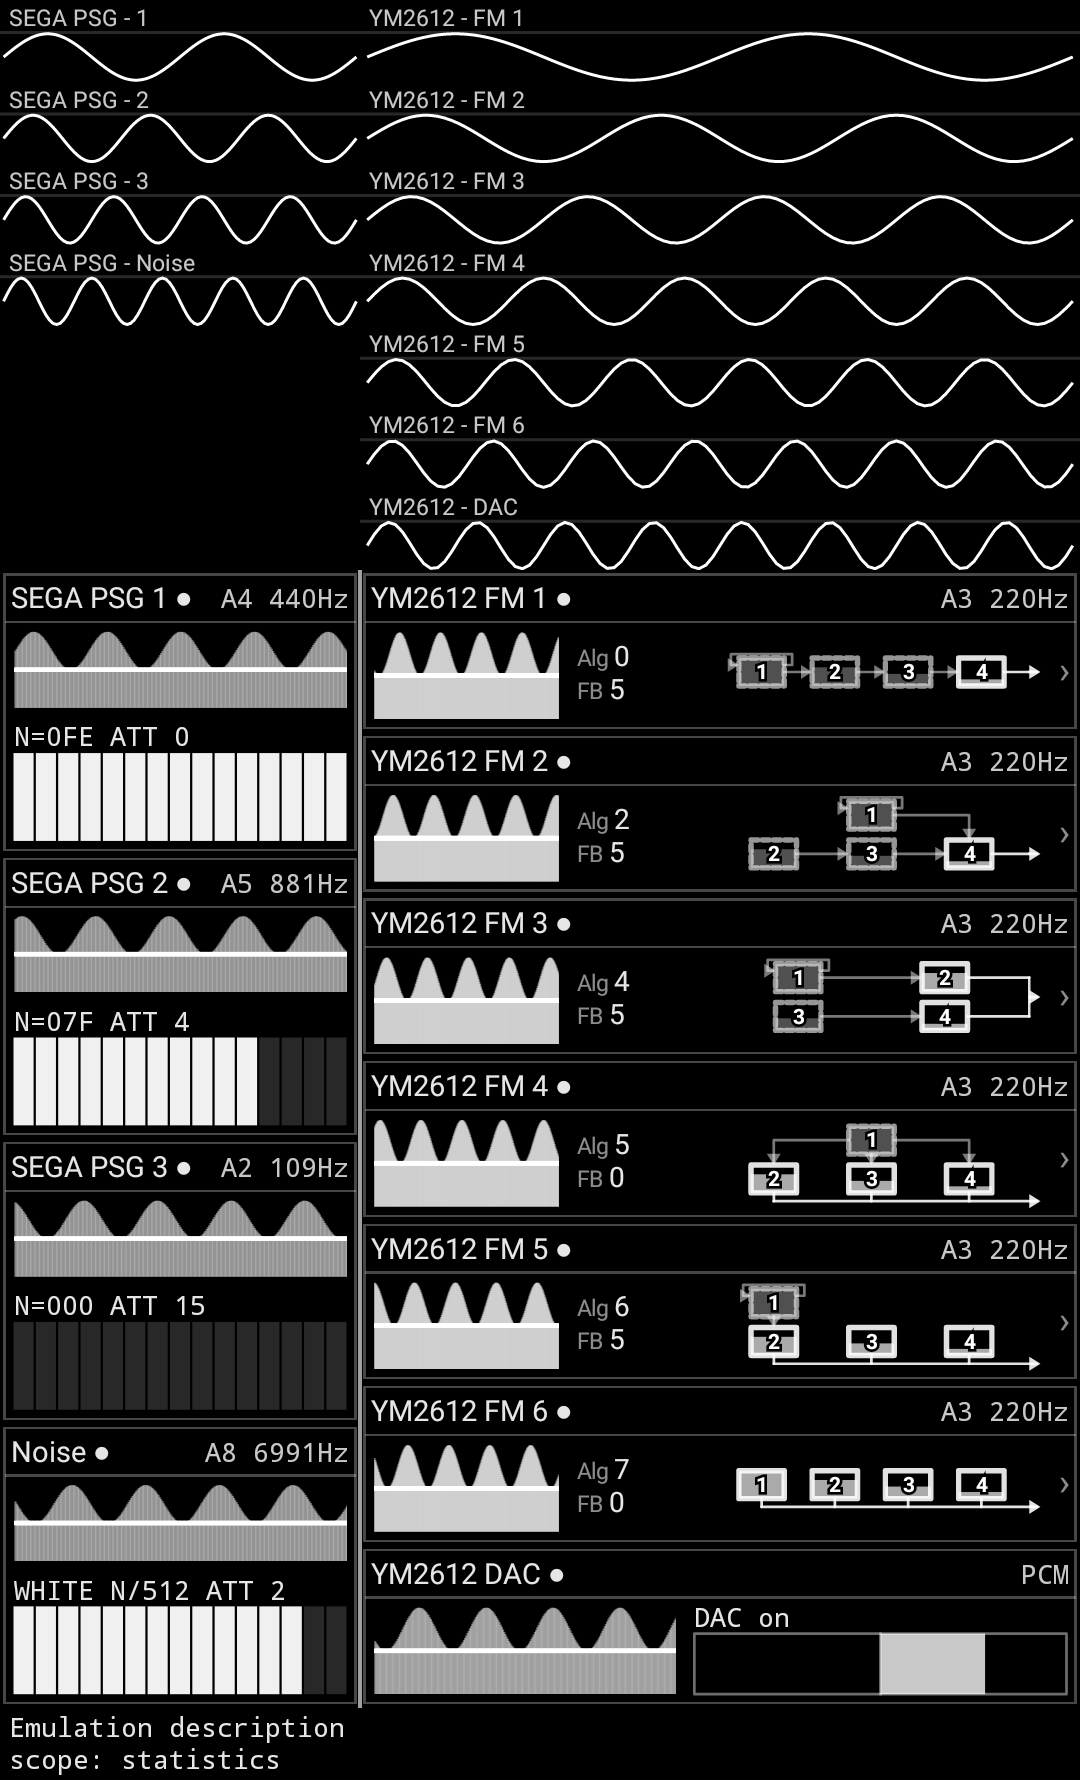 SEGA PSG - 1
YM2612 - FM 1
SEGA PSG - 2
YM2612 - FM 2
SEGA PSG - 3
YM2612 - FM 3
SEGA PSG - Noise
YM2612 - FM 4
YM2612 - FM 5
YM2612 - FM 6
YM2612 - DAC
SEGA PSG 1 ● A4 440Hz
N=0FE ATT 0
SEGA PSG 2 ● A5 881Hz
N=07F ATT 4
SEGA PSG 3 ● A2 109Hz
N=000 ATT 15
Noise ● A8 6991Hz
WHITE N/512 ATT 2
YM2612 FM 1 ● A3 220Hz
Alg 0
FB 5
1 2 3 4
YM2612 FM 2 ● A3 220Hz
Alg 2
FB 5
1
2 3 4
YM2612 FM 3 ● A3 220Hz
Alg 4
FB 5
1 2
3 4
YM2612 FM 4 ● A3 220Hz
Alg 5
FB 0
1
2 3 4
YM2612 FM 5 ● A3 220Hz
Alg 6
FB 5
1
2 3 4
YM2612 FM 6 ● A3 220Hz
Alg 7
FB 0
1 2 3 4
YM2612 DAC ● PCM
DAC on
Emulation description
scope: statistics